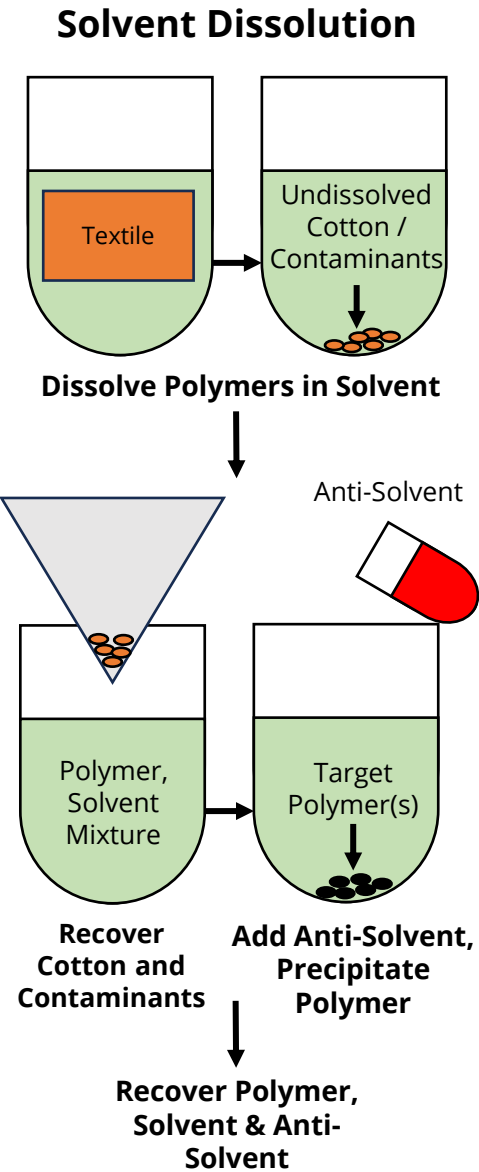 Solvent Dissolution
Textile
Undissolved
Cotton /
Contaminants
Dissolve Polymers in Solvent
Anti-Solvent
Polymer,
Solvent
Mixture
Target
Polymer(s)
Recover
Cotton and
Contaminants
Add Anti-Solvent,
Precipitate
Polymer
Recover Polymer,
Solvent & Anti-
Solvent